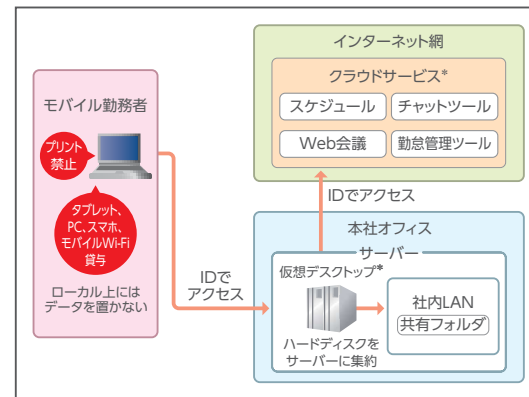 モバイル勤務者
プリント
禁止
タブレット、
PC、スマホ、
モバイルWi-Fi
貸与
ローカル上には
データを置かない
IDで
アクセス
インターネット網
クラウドサービス*
スケジュール
チャットツール
Web会議
勤怠管理ツール
IDでアクセス
本社オフィス
サーバー
仮想デスクトップ*
ハードディスクを
サーバーに集約
社内LAN
共有フォルダ